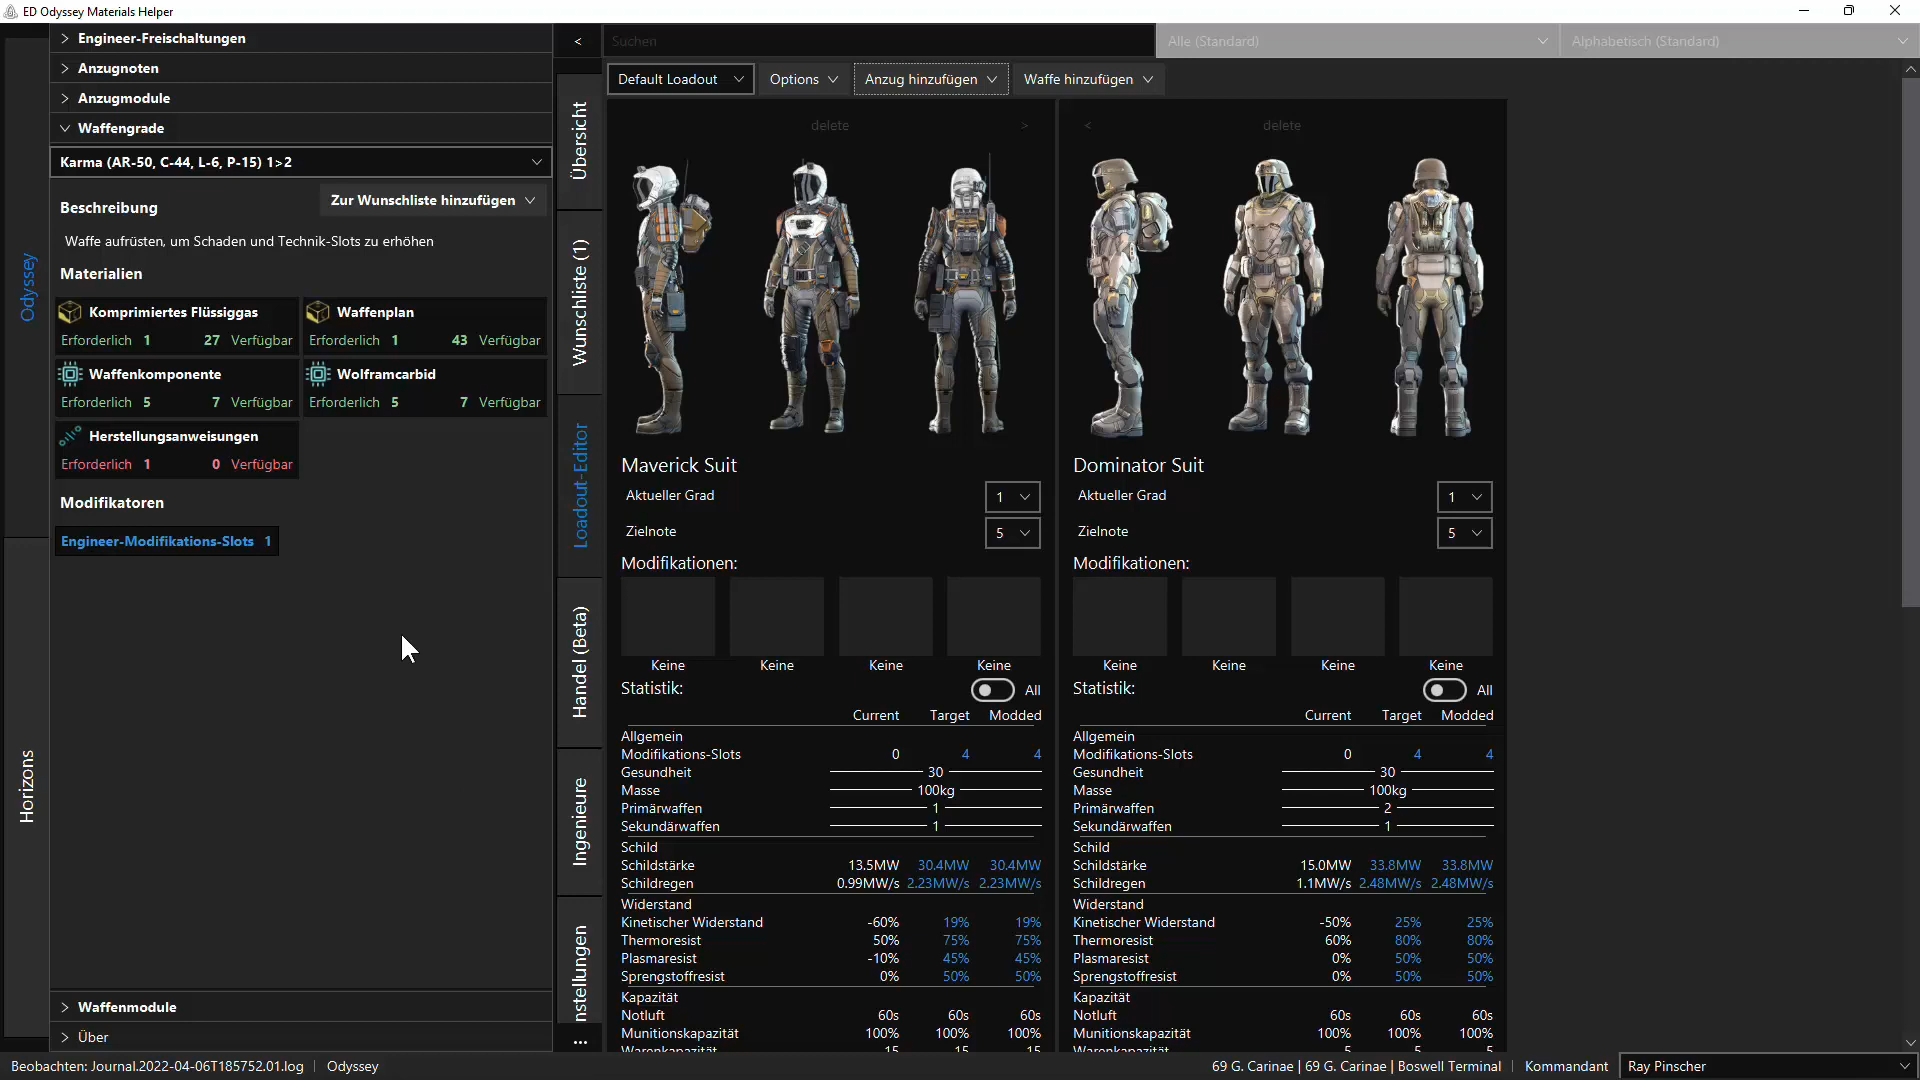 ED Odyssey Materials Helper
Odyssey
Horizons
Engineer-Freischaltungen
Anzugnoten
Anzugmodule
Waffengrade
Karma (AR-50, C-44, L-6, P-15) 1>2
Beschreibung
Zur Wunschliste hinzufügen
Waffe aufrüsten, um Schaden und Technik-Slots zu erhöhen
Materialien
Komprimiertes Flüssiggas
Erforderlich 1 27 Verfügbar
Waffenplan
Erforderlich 1 43 Verfügbar
Waffenkomponente
Erforderlich 5 7 Verfügbar
Wolframcarbid
Erforderlich 5 7 Verfügbar
Herstellungsanweisungen
Erforderlich 1 0 Verfügbar
Modifikatoren
Engineer-Modifikations-Slots 1
Waffenmodule
Über
<
Übersicht
Wunschliste (1)
Loadout-Editor
Handel (Beta)
Ingenieure
nstellungen
...
Suchen
Alle (Standard)
Alphabetisch (Standard)
Default Loadout
Options
Anzug hinzufügen
Waffe hinzufügen
delete >
Maverick Suit
Aktueller Grad 1
Zielnote 5
Modifikationen:
Keine Keine Keine Keine
Statistik: All
Current Target Modded
Allgemein
Modifikations-Slots 0 4 4
Gesundheit 30
Masse 100kg
Primärwaffen 1
Sekundärwaffen 1
Schild
Schildstärke 13.5MW 30.4MW 30.4MW
Schildregen 0.99MW/s 2.23MW/s 2.23MW/s
Widerstand
Kinetischer Widerstand -60% 19% 19%
Thermoresist 50% 75% 75%
Plasmaresist -10% 45% 45%
Sprengstoffresist 0% 50% 50%
Kapazität
Notluft 60s 60s 60s
Munitionskapazität 100% 100% 100%
Warenkapazität 15 15 15
< delete
Dominator Suit
Aktueller Grad 1
Zielnote 5
Modifikationen:
Keine Keine Keine Keine
Statistik: All
Current Target Modded
Allgemein
Modifikations-Slots 0 4 4
Gesundheit 30
Masse 100kg
Primärwaffen 2
Sekundärwaffen 1
Schild
Schildstärke 15.0MW 33.8MW 33.8MW
Schildregen 1.1MW/s 2.48MW/s 2.48MW/s
Widerstand
Kinetischer Widerstand -50% 25% 25%
Thermoresist 60% 80% 80%
Plasmaresist 0% 50% 50%
Sprengstoffresist 0% 50% 50%
Kapazität
Notluft 60s 60s 60s
Munitionskapazität 100% 100% 100%
Warenkapazität 5 5 5
Beobachten: Journal.2022-04-06T185752.01.log | Odyssey
69 G. Carinae | 69 G. Carinae | Boswell Terminal | Kommandant Ray Pinscher